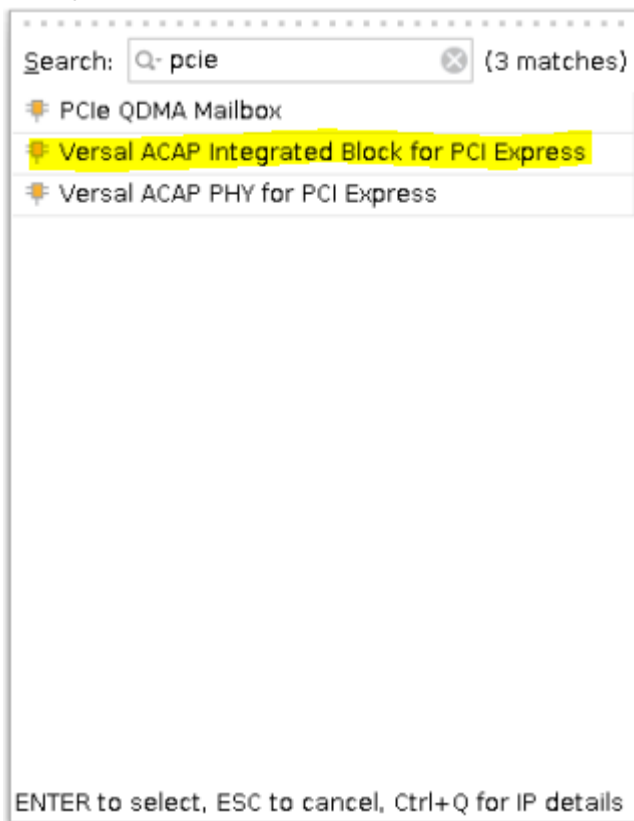 Search: pcie (3 matches)
PCIe QDMA Mailbox
Versal ACAP Integrated Block for PCI Express
Versal ACAP PHY for PCI Express
ENTER to select, ESC to cancel, Ctrl+Q for IP details